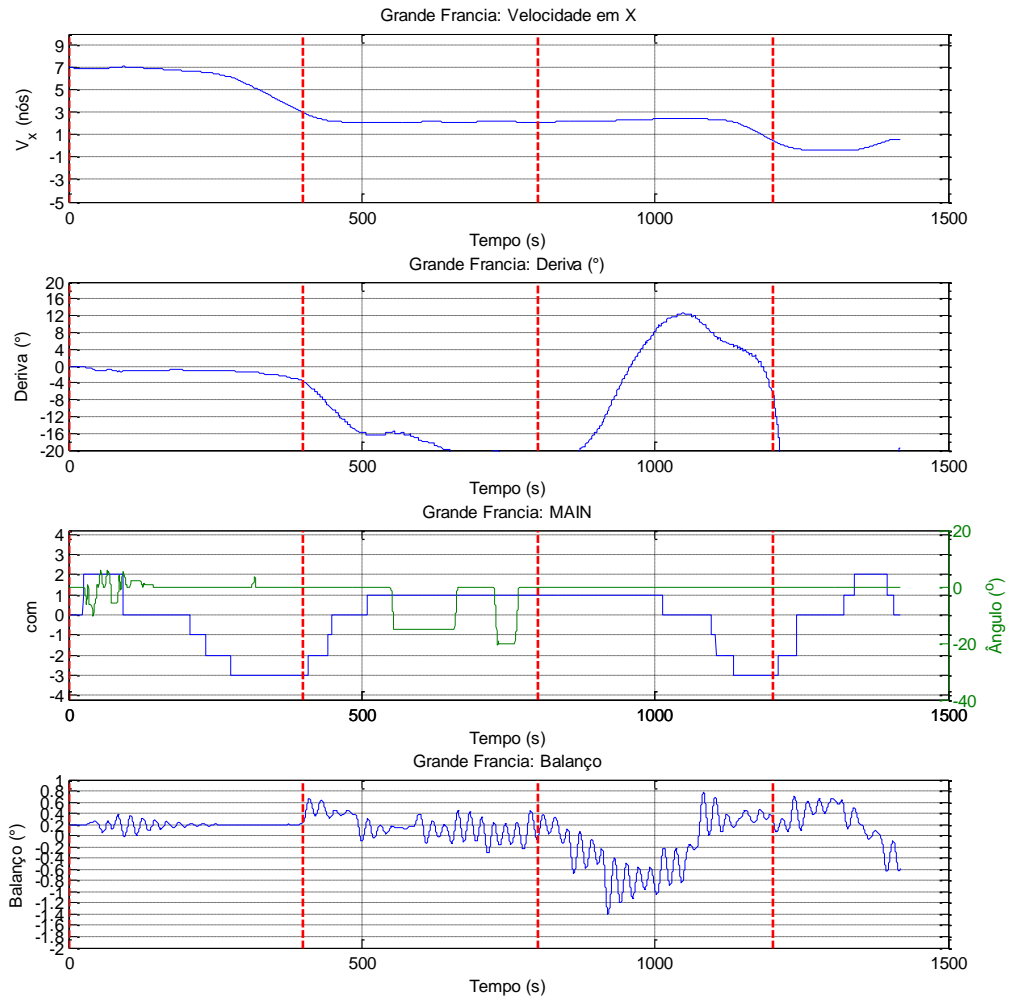 Grande Francia: Velocidade em X
9
7
5
3
1
-1
-3
-5
V_x (nós)
0 500 1000 1500
Tempo (s)
Grande Francia: Deriva (°)
20
16
12
8
4
0
-4
-8
-12
-16
-20
Deriva (°)
0 500 1000 1500
Tempo (s)
Grande Francia: MAIN
4
3
2
1
0
-1
-2
-3
-4
com
20
0
-20
-40
Ângulo (º)
0 500 1000 1500
Tempo (s)
Grande Francia: Balanço
1
0.8
0.6
0.4
0.2
0
-0.2
-0.4
-0.6
-0.8
-1
-1.2
-1.4
-1.6
-1.8
-2
Balanço (°)
0 500 1000 1500
Tempo (s)